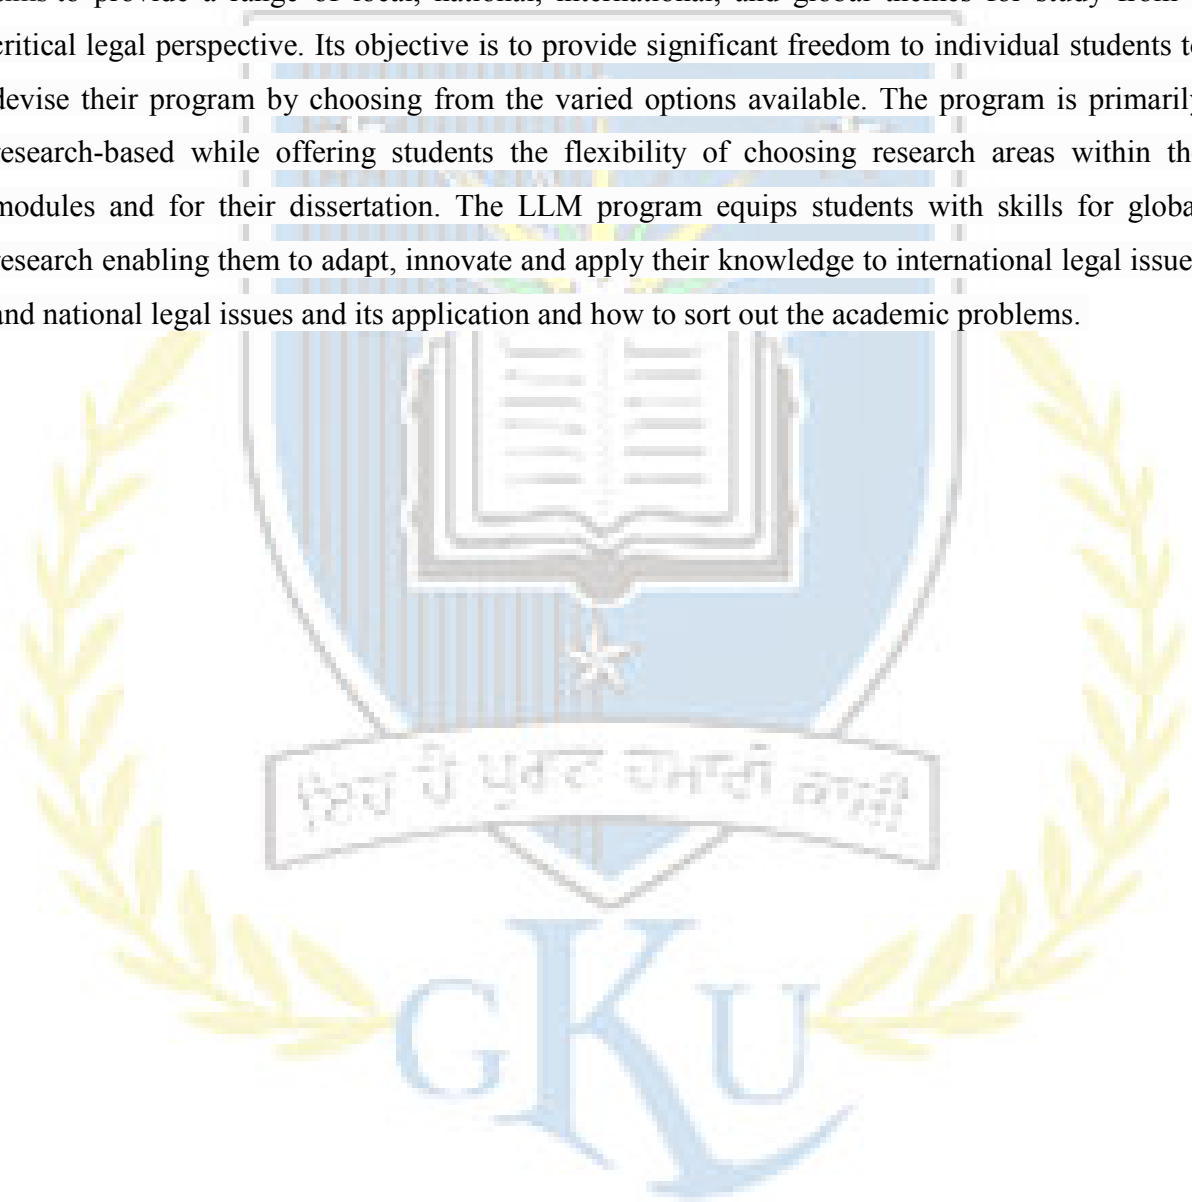 aims to provide a range of local, national, international, and global themes for study from
critical legal perspective. Its objective is to provide significant freedom to individual students to
devise their program by choosing from the varied options available. The program is primarily
research-based while offering students the flexibility of choosing research areas within the
modules and for their dissertation. The LLM program equips students with skills for global
research enabling them to adapt, innovate and apply their knowledge to international legal issue
and national legal issues and its application and how to sort out the academic problems.
ਇਹ ਹੈ ਪ੍ਰਗਟ ਹਮਾਰੀ ਕਾਸ਼ੀ
GKU